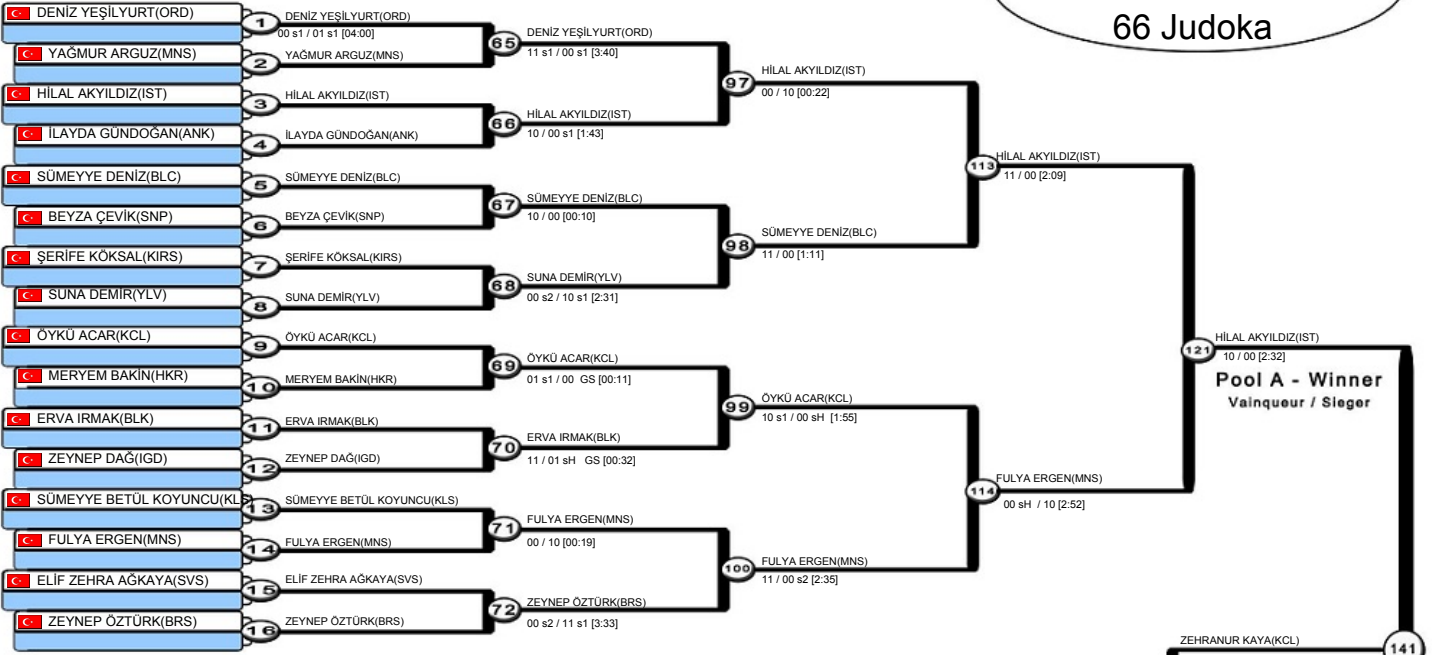 66 Judoka
DENİZ YEŞİLYURT(ORD)
YAĞMUR ARGUZ(MNS)
HİLAL AKYILDIZ(IST)
İLAYDA GÜNDOĞAN(ANK)
SÜMEYYE DENİZ(BLC)
BEYZA ÇEVİK(SNP)
ŞERİFE KÖKSAL(KIRS)
SUNA DEMİR(YLV)
ÖYKÜ ACAR(KCL)
MERYEM BAKİN(HKR)
ERVA IRMAK(BLK)
ZEYNEP DAĞ(IGD)
SÜMEYYE BETÜL KOYUNCU(KLS)
FULYA ERGEN(MNS)
ELİF ZEHRA AĞKAYA(SVS)
ZEYNEP ÖZTÜRK(BRS)
1 DENİZ YEŞİLYURT(ORD)
00 s1 / 01 s1 [04:00]
2 YAĞMUR ARGUZ(MNS)
3 HİLAL AKYILDIZ(IST)
4 İLAYDA GÜNDOĞAN(ANK)
5 SÜMEYYE DENİZ(BLC)
6 BEYZA ÇEVİK(SNP)
7 ŞERİFE KÖKSAL(KIRS)
8 SUNA DEMİR(YLV)
9 ÖYKÜ ACAR(KCL)
10 MERYEM BAKİN(HKR)
11 ERVA IRMAK(BLK)
12 ZEYNEP DAĞ(IGD)
13 SÜMEYYE BETÜL KOYUNCU(KLS)
14 FULYA ERGEN(MNS)
15 ELİF ZEHRA AĞKAYA(SVS)
16 ZEYNEP ÖZTÜRK(BRS)
65 DENİZ YEŞİLYURT(ORD)
11 s1 / 00 s1 [3:40]
66 HİLAL AKYILDIZ(IST)
10 / 00 s1 [1:43]
67 SÜMEYYE DENİZ(BLC)
10 / 00 [00:10]
68 SUNA DEMİR(YLV)
00 s2 / 10 s1 [2:31]
69 ÖYKÜ ACAR(KCL)
01 s1 / 00 GS [00:11]
70 ERVA IRMAK(BLK)
11 / 01 sH GS [00:32]
71 FULYA ERGEN(MNS)
00 / 10 [00:19]
72 ZEYNEP ÖZTÜRK(BRS)
00 s2 / 11 s1 [3:33]
97 HİLAL AKYILDIZ(IST)
00 / 10 [00:22]
98 SÜMEYYE DENİZ(BLC)
11 / 00 [1:11]
99 ÖYKÜ ACAR(KCL)
10 s1 / 00 sH [1:55]
100 FULYA ERGEN(MNS)
11 / 00 s2 [2:35]
113 HİLAL AKYILDIZ(IST)
11 / 00 [2:09]
114 FULYA ERGEN(MNS)
00 sH / 10 [2:52]
121 HİLAL AKYILDIZ(IST)
10 / 00 [2:32]
Pool A - Winner
Vainqueur / Sieger
ZEHRANUR KAYA(KCL)
141